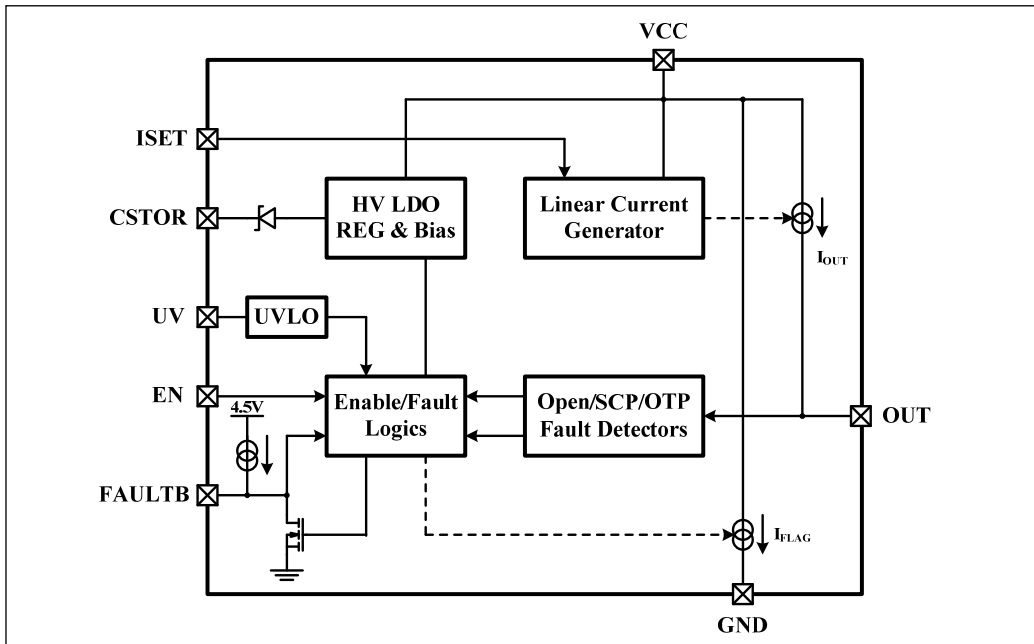 VCC
ISET
CSTOR
HV LDO
REG & Bias
Linear Current
Generator
IOUT
UV
UVLO
EN
4.5V
Enable/Fault
Logics
Open/SCP/OTP
Fault Detectors
OUT
FAULTB
IFLAG
GND